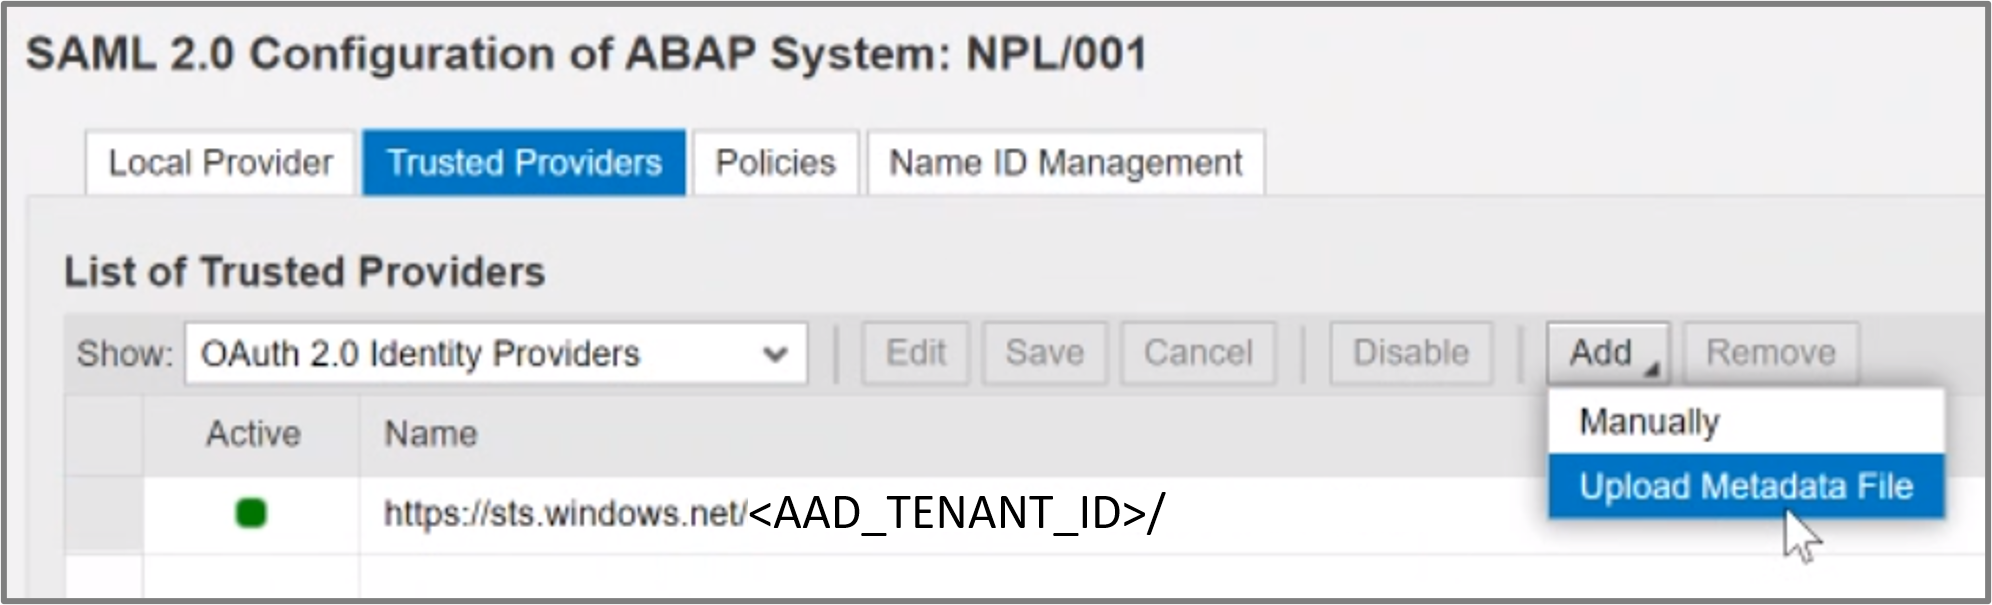 SAML 2.0 Configuration of ABAP System: NPL/001
Local Provider Trusted Providers Policies Name ID Management
List of Trusted Providers
Show: OAuth 2.0 Identity Providers Edit Save Cancel Disable Add Remove
Manually
Active Name
Upload Metadata File
https://sts.windows.net/<AAD_TENANT_ID>/